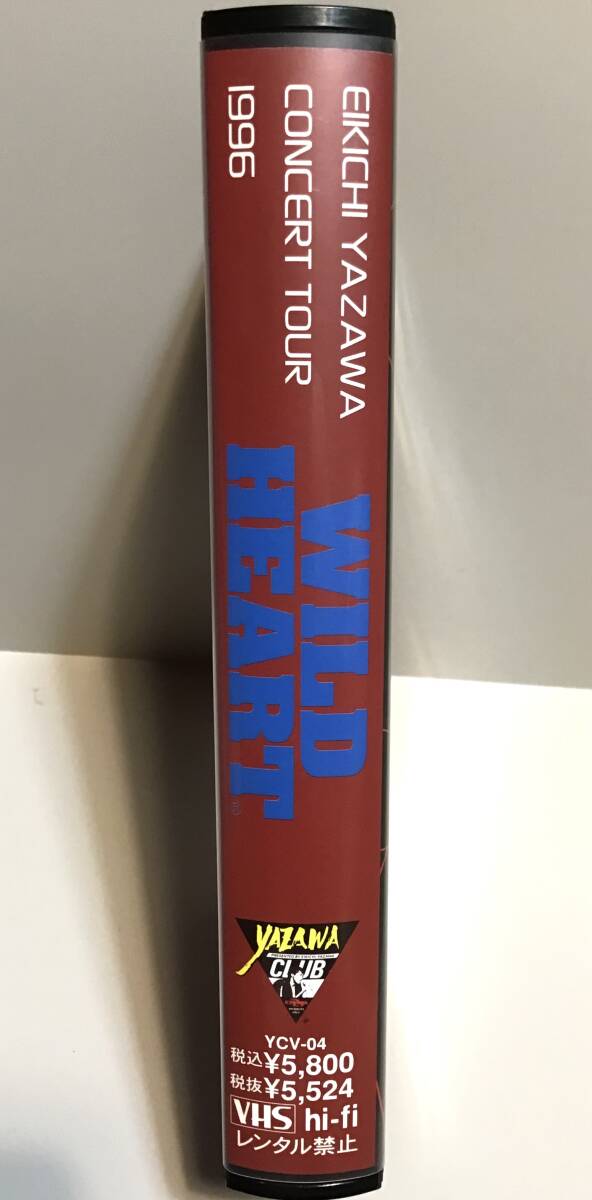 EIKICHI YAZAWA
CONCERT TOUR
1996
WILD
HEART
YAZAWA
CLUB
YCV-04
税込¥5,800
税抜¥5,524
VHS hi-fi
レンタル禁止